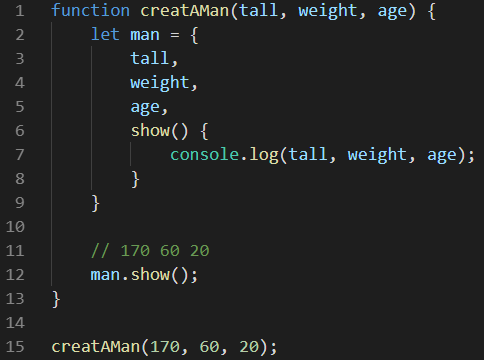 1 function creatAMan(tall, weight, age) {
2     let man = {
3         tall,
4         weight,
5         age,
6         show() {
7             console.log(tall, weight, age);
8         }
9     }
10
11     // 170 60 20
12     man.show();
13 }
14
15 creatAMan(170, 60, 20);